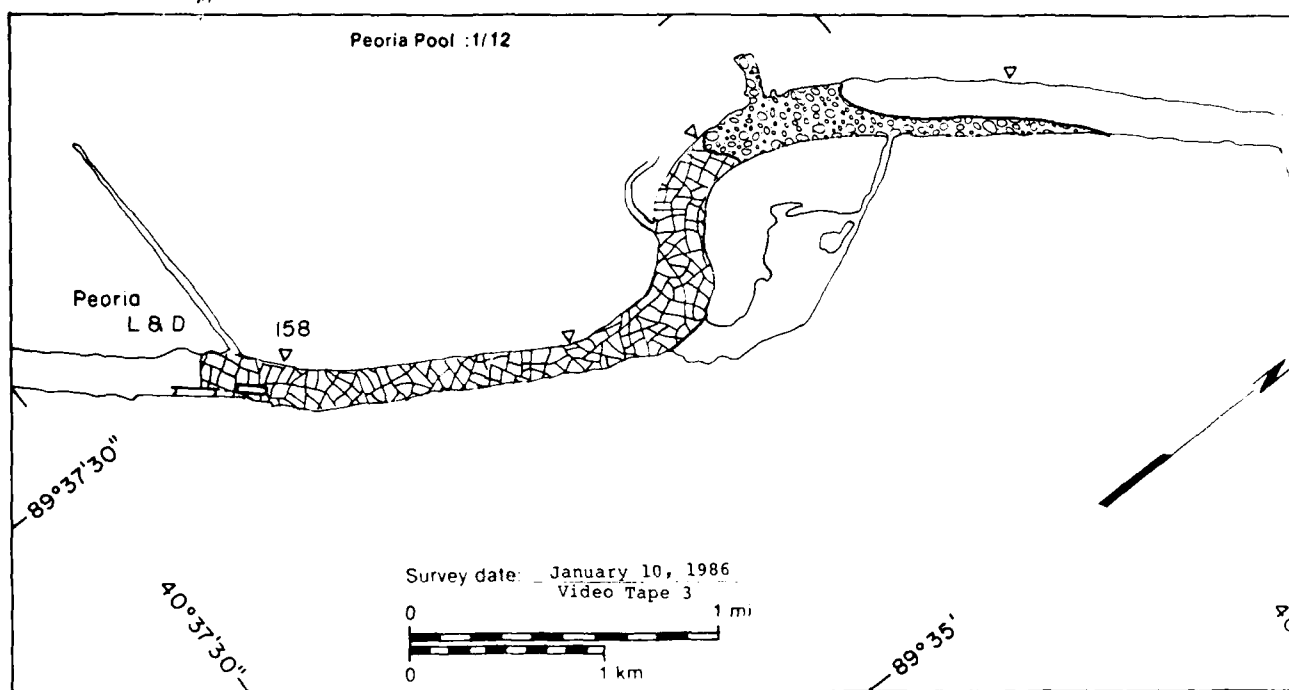 Peoria Pool :1/12
Peoria
L & D
158
89°37'30"
40°37'30"
89°35'
40
Survey date: January 10, 1986
Video Tape 3
0 1 mi
0 1 km